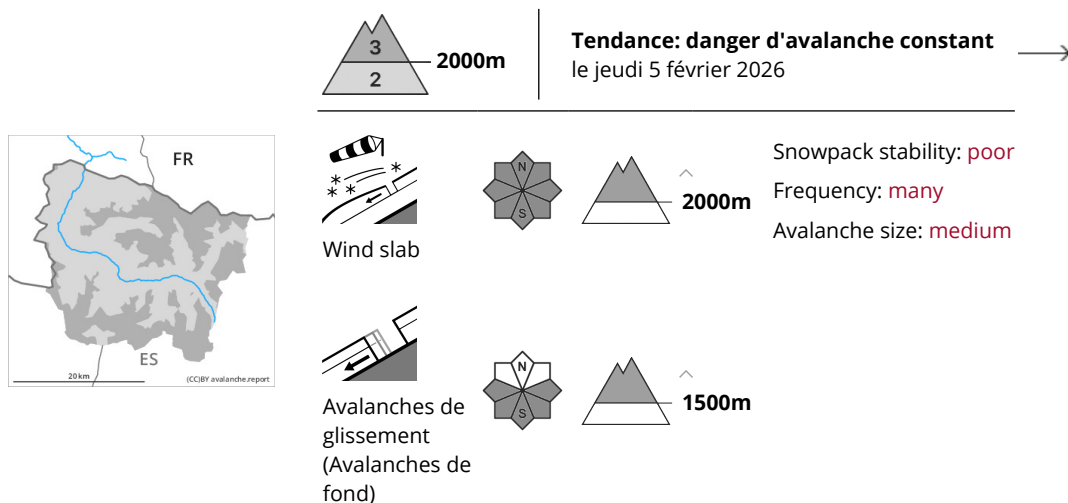 3
2
2000m
Tendance: danger d'avalanche constant
le jeudi 5 février 2026
FR
ES
20 km
(CC)BY avalanche.report
N
S
2000m
Wind slab
Snowpack stability: poor
Frequency: many
Avalanche size: medium
N
S
1500m
Avalanches de
glissement
(Avalanches de
fond)